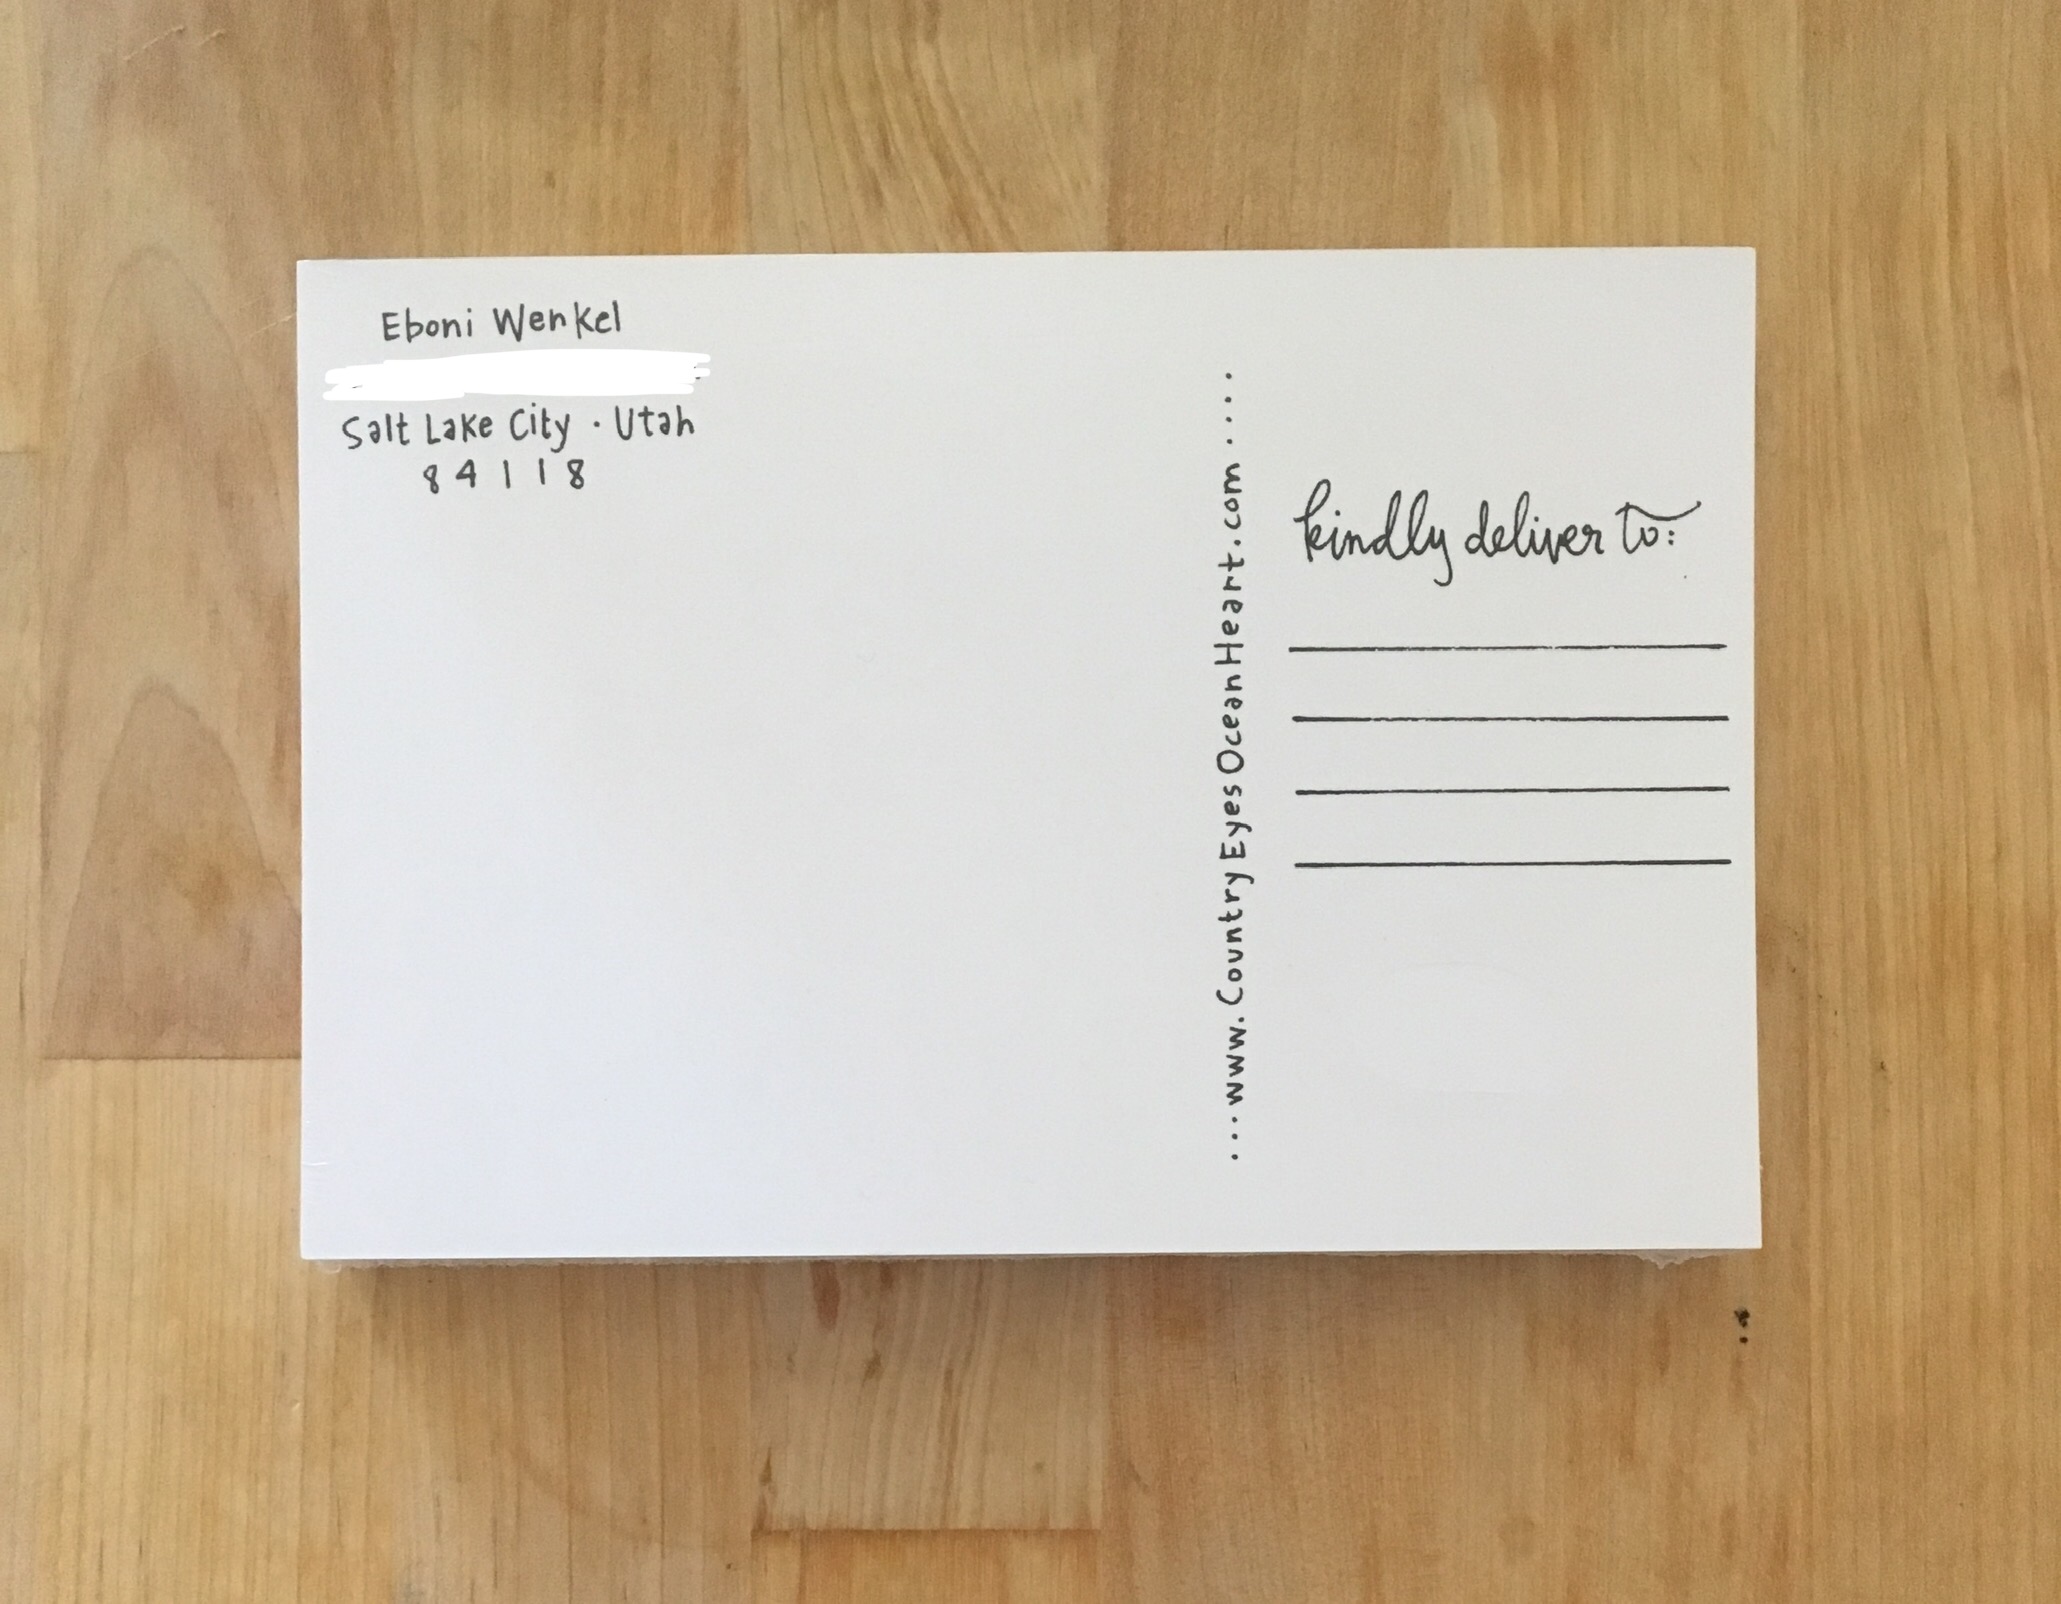 Eboni Wenkel
Salt Lake City · Utah
84118
....www.CountryEyesOceanHeart.com....
kindly deliver to: